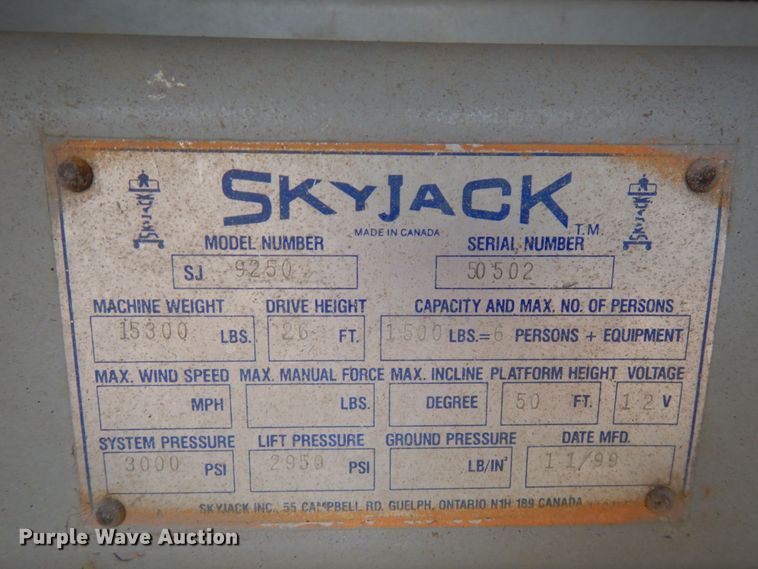 SKYJACK T.M.
MADE IN CANADA
MODEL NUMBER SERIAL NUMBER
SJ 9250 50502
MACHINE WEIGHT DRIVE HEIGHT CAPACITY AND MAX. NO. OF PERSONS
15300 LBS. 26 FT. 1500 LBS.= 6 PERSONS + EQUIPMENT
MAX. WIND SPEED MAX. MANUAL FORCE MAX. INCLINE PLATFORM HEIGHT VOLTAGE
MPH LBS. DEGREE 50 FT. 12 V
SYSTEM PRESSURE LIFT PRESSURE GROUND PRESSURE DATE MFD.
3000 PSI 2950 PSI LB/IN² 11/99
SKYJACK INC., 55 CAMPBELL RD. GUELPH, ONTARIO N1H 1B9 CANADA
Purple Wave Auction